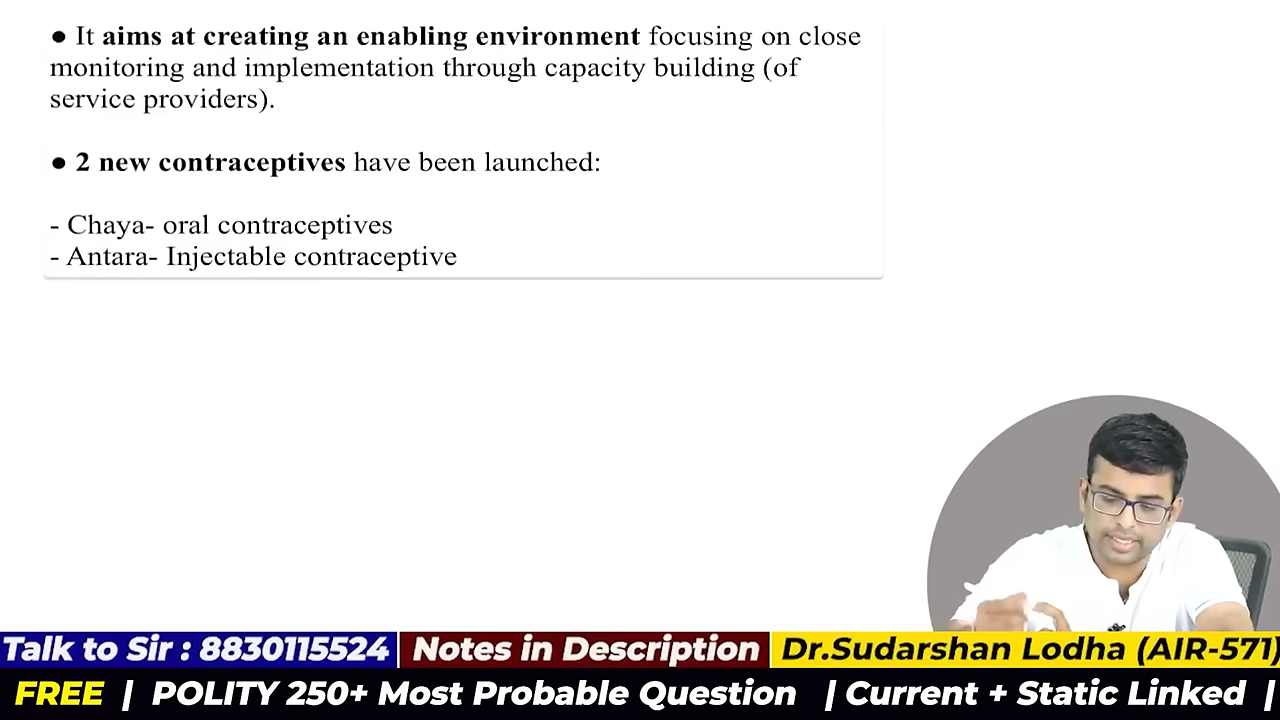 ● It aims at creating an enabling environment focusing on close
monitoring and implementation through capacity building (of
service providers).
● 2 new contraceptives have been launched:
- Chaya- oral contraceptives
- Antara- Injectable contraceptive
Talk to Sir : 8830115524 Notes in Description Dr.Sudarshan Lodha (AIR-571)
FREE | POLITY 250+ Most Probable Question | Current + Static Linked |